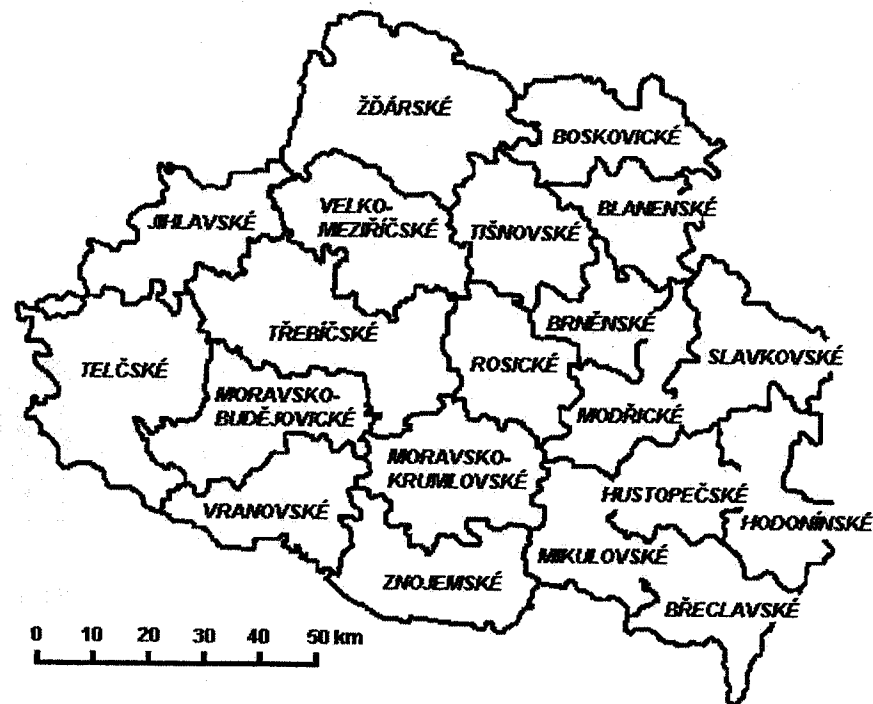 ŽĎÁRSKÉ
BOSKOVICKÉ
JIHLAVSKÉ
VELKO-
MEZIŘÍČSKÉ
TIŠNOVSKÉ
BLANENSKÉ
TŘEBÍČSKÉ
BRNĚNSKÉ
TELČSKÉ
ROSICKÉ
SLAVKOVSKÉ
MORAVSKO-
BUDĚJOVICKÉ
MODŘICKÉ
MORAVSKO-
KRUMLOVSKÉ
VRANOVSKÉ
HUSTOPEČSKÉ
HODONÍNSKÉ
ZNOJEMSKÉ
MIKULOVSKÉ
BŘECLAVSKÉ
0 10 20 30 40 50 km